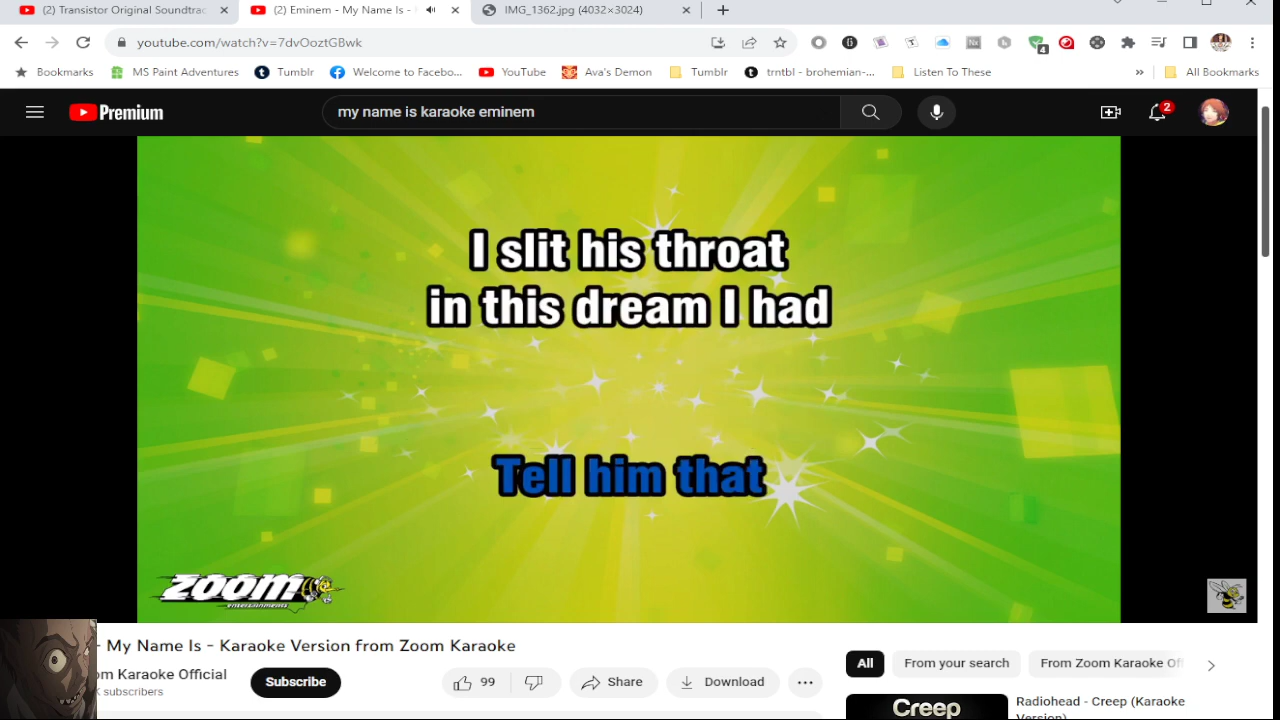 (2) Transistor Original Soundtrac
(2) Eminem - My Name Is -
IMG_1362.jpg (4032×3024)
youtube.com/watch?v=7dvOoztGBwk
4
Bookmarks
MS Paint Adventures
Tumblr
Welcome to Facebo...
YouTube
Ava's Demon
Tumblr
trntbl - brohemian-...
Listen To These
»
All Bookmarks
Premium
my name is karaoke eminem
2
I slit his throat
in this dream I had
Tell him that
ZOOM
entertainments
- My Name Is - Karaoke Version from Zoom Karaoke
om Karaoke Official
K subscribers
Subscribe
99
Share
Download
All
From your search
From Zoom Karaoke Of
Creep
Radiohead - Creep (Karaoke
Version)